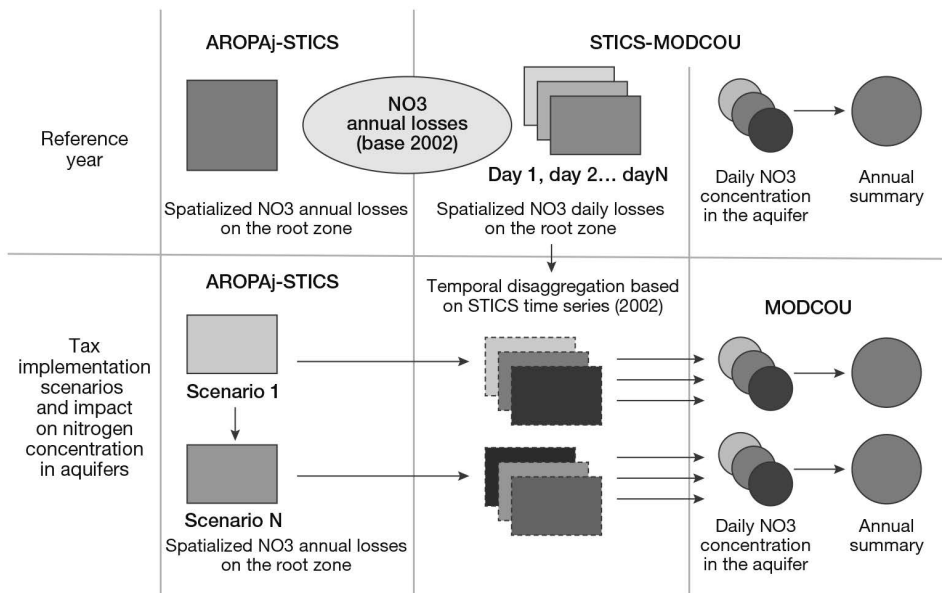 AROPAj-STICS
STICS-MODCOU
Reference
year
NO3
annual losses
(base 2002)
Day 1, day 2... dayN
Spatialized NO3 annual losses
on the root zone
Spatialized NO3 daily losses
on the root zone
Daily NO3
concentration
in the aquifer
Annual
summary
Tax
implementation
scenarios
and impact
on nitrogen
concentration
in aquifers
AROPAj-STICS
Temporal disaggregation based
on STICS time series (2002)
MODCOU
Scenario 1
Scenario N
Spatialized NO3 annual losses
on the root zone
Daily NO3
concentration
in the aquifer
Annual
summary